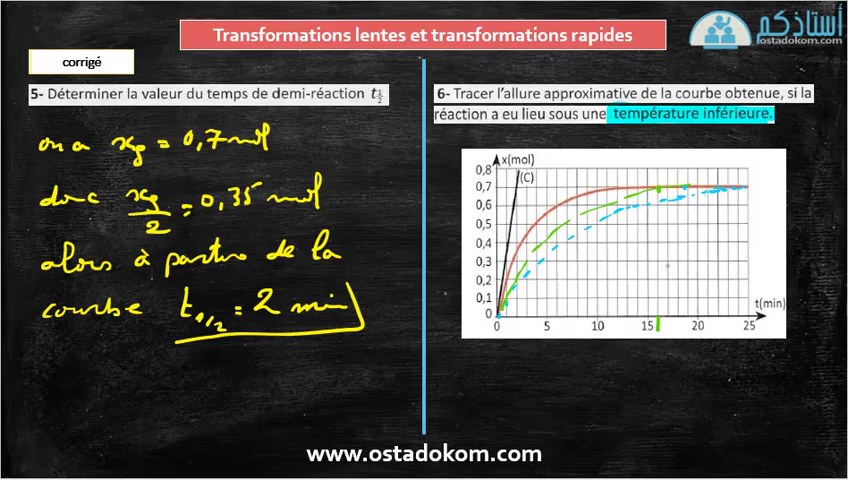 Transformations lentes et transformations rapides
أستاذكم
ostadokom.com
corrigé
5- Déterminer la valeur du temps de demi-réaction t½
on a xf = 0,7 mol
donc xf/2 = 0,35 mol
alors à partir de la
courbe t1/2 = 2 min
6- Tracer l'allure approximative de la courbe obtenue, si la
réaction a eu lieu sous une température inférieure.
x(mol)
(C)
0,8
0,7
0,6
0,5
0,4
0,3
0,2
0,1
0
t(min)
0 5 10 15 20 25
www.ostadokom.com